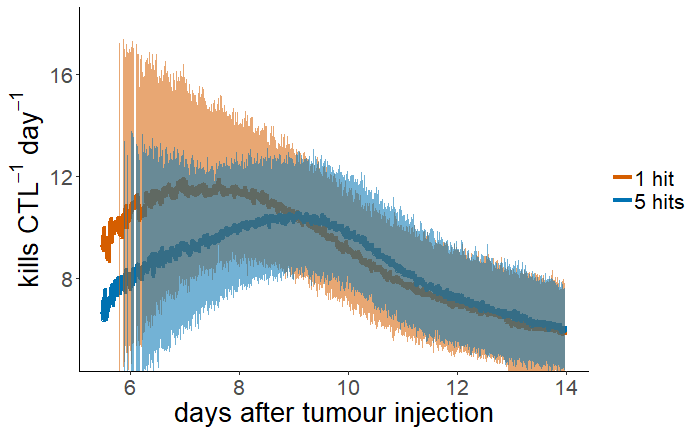 kills CTL⁻¹ day⁻¹
16
12
8
6
8
10
12
14
days after tumour injection
1 hit
5 hits